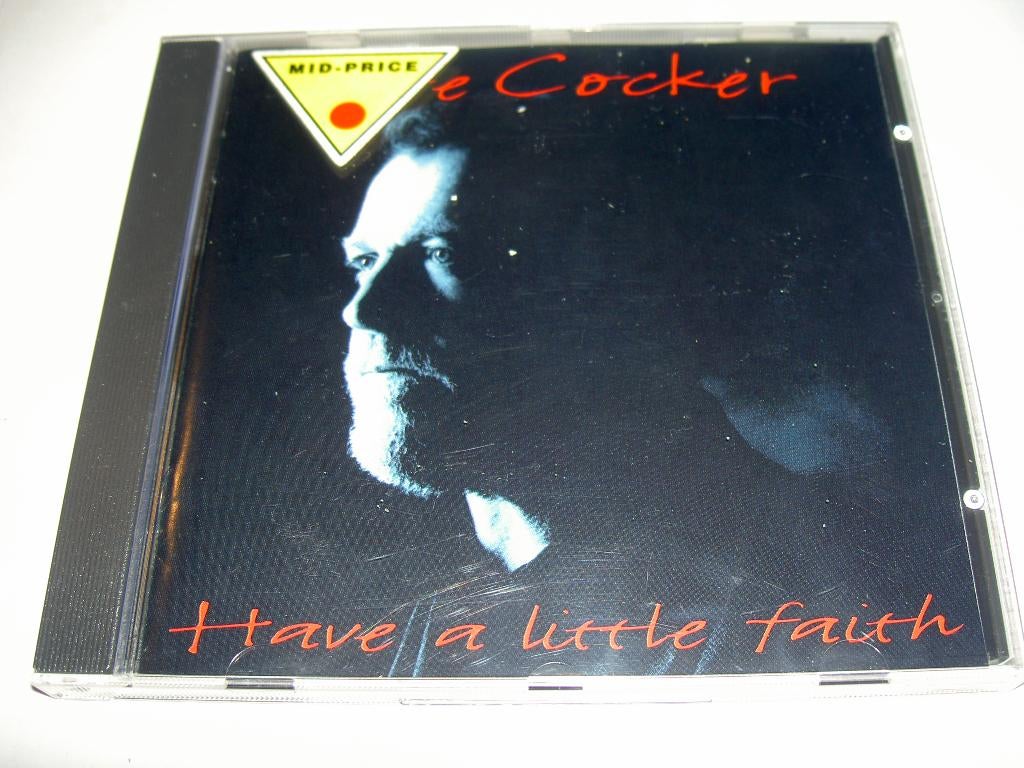 MID-PRICE
e Cocker
Have a little faith